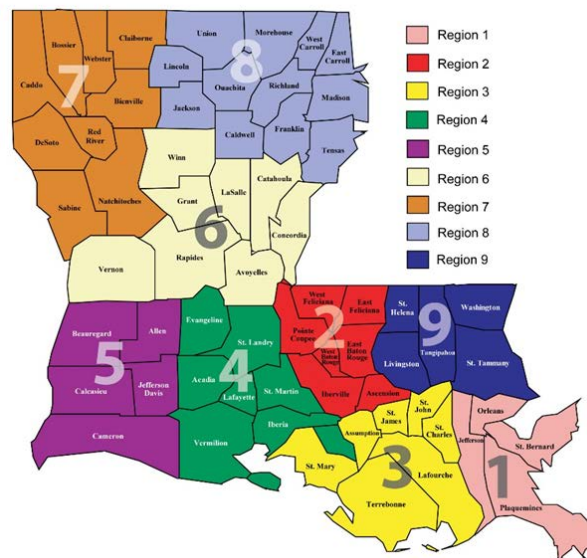 Claiborne
Bossier
Webster
Caddo
7
Bienville
DeSoto
Red
River
Sabine
Natchitoches
Union
Morehouse
West
Carroll
East
Carroll
Lincoln
8
Ouachita
Richland
Madison
Jackson
Caldwell
Franklin
Tensas
Winn
Grant
LaSalle
Catahoula
6
Concordia
Rapides
Vernon
Avoyelles
Beauregard
Allen
5
Calcasieu
Jefferson
Davis
Cameron
Evangeline
St. Landry
4
Acadia
Lafayette
St. Martin
Iberia
Vermilion
West
Feliciana
East
Feliciana
Pointe
Coupee
2
West
Baton
Rouge
East
Baton
Rouge
Iberville
Ascension
St.
Helena
Washington
9
Tangipahoa
Livingston
St. Tammany
Assumption
St.
James
St.
John
St.
Charles
St. Mary
3
Lafourche
Terrebonne
Orleans
Jefferson
St. Bernard
1
Plaquemines
Region 1
Region 2
Region 3
Region 4
Region 5
Region 6
Region 7
Region 8
Region 9